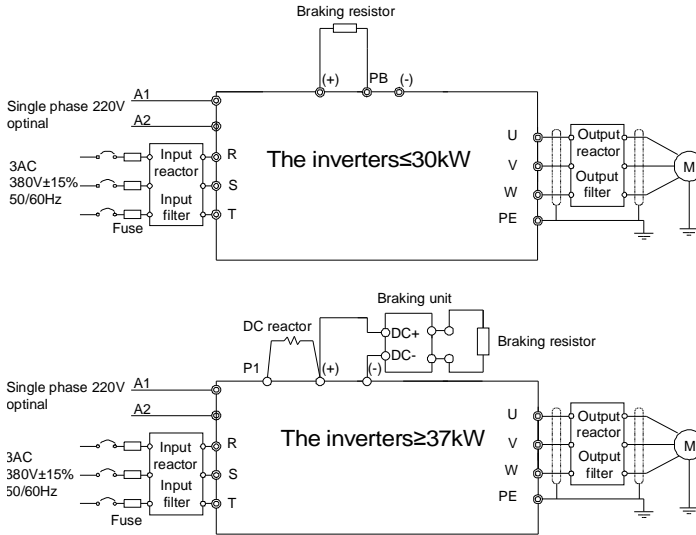 Braking resistor
(+)
PB
(-)
A1
Single phase 220V
optinal
A2
3AC
380V±15%
50/60Hz
Fuse
Input
reactor
Input
filter
R
S
T
The inverters≤30kW
U
V
W
PE
Output
reactor
Output
filter
M
Braking unit
DC reactor
DC+
DC-
Braking resistor
P1
(+)
(-)
Single phase 220V
optinal
A1
A2
3AC
380V±15%
50/60Hz
Fuse
Input
reactor
Input
filter
R
S
T
The inverters≥37kW
U
V
W
PE
Output
reactor
Output
filter
M